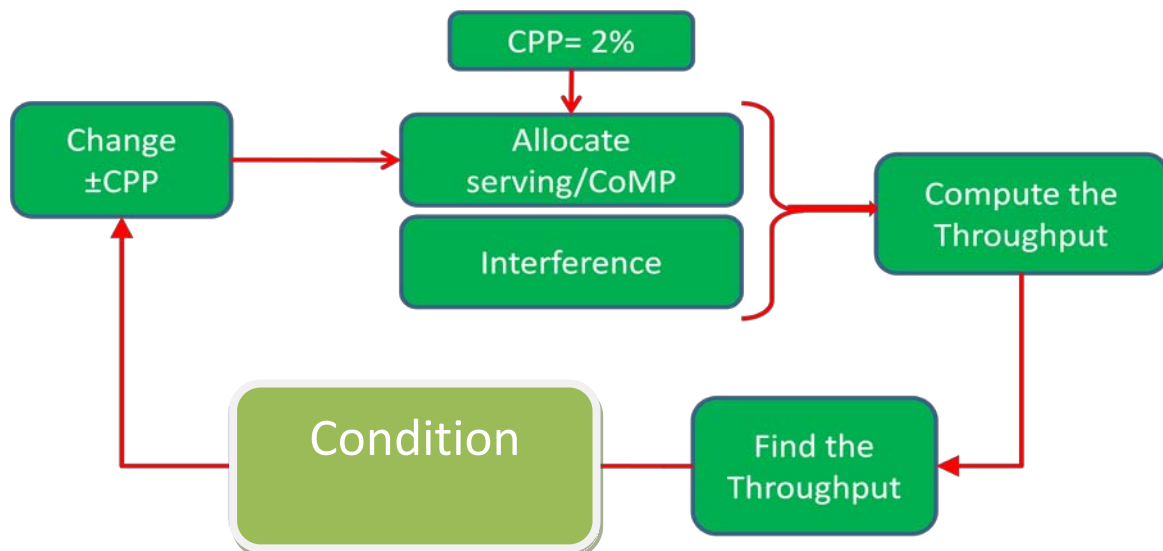 CPP= 2%
Change
±CPP
Allocate
serving/CoMP
Interference
Compute the
Throughput
Condition
Find the
Throughput